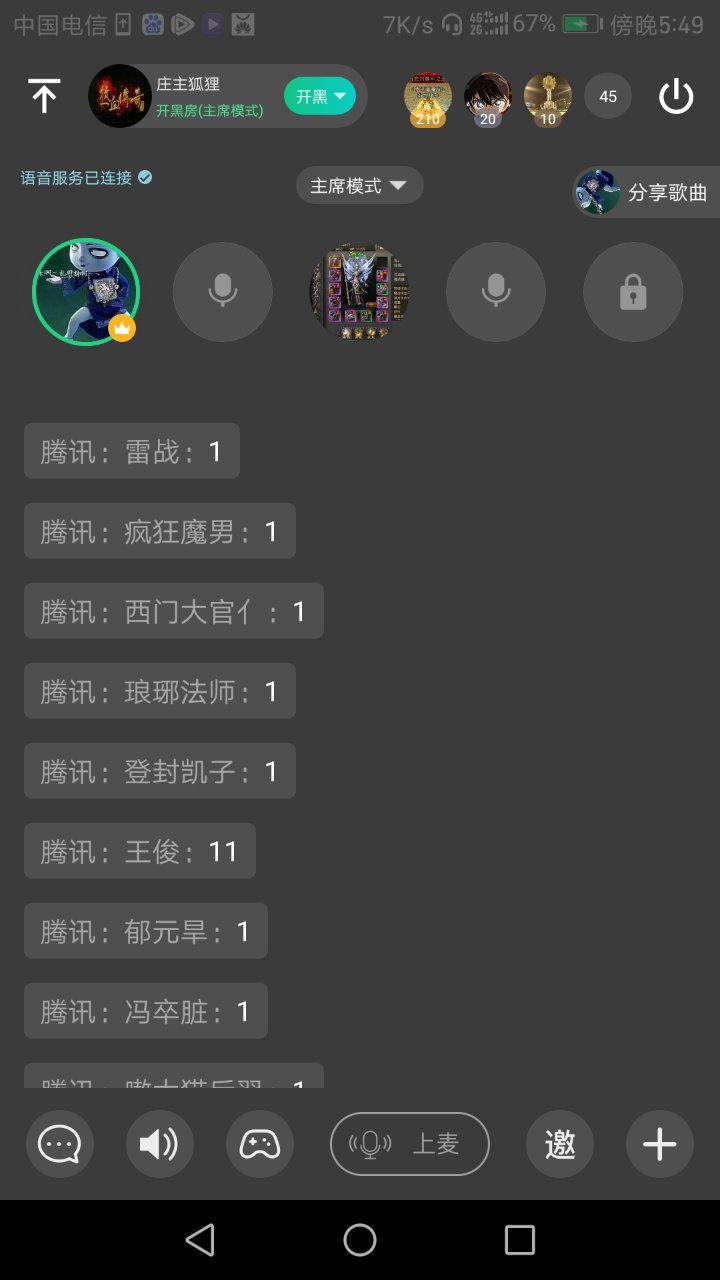 中国电信
7K/s 4G 2G 67% 傍晚5:49
庄主狐狸
开黑房(主席模式)
开黑
210
20
10
45
语音服务已连接
主席模式
分享歌曲
腾讯：雷战：1
腾讯：疯狂魔男：1
腾讯：西门大官亻：1
腾讯：琅琊法师：1
腾讯：登封凯子：1
腾讯：王俊：11
腾讯：郁元旱：1
腾讯：冯卒脏：1
上麦
邀